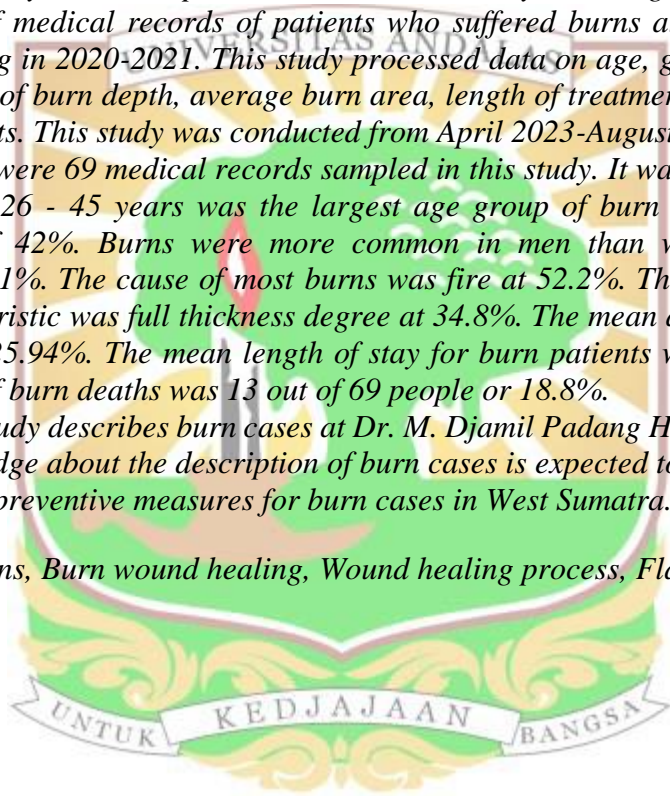 f medical records of patients who suffered burns a
g in 2020-2021. This study processed data on age, g
of burn depth, average burn area, length of treatme
ts. This study was conducted from April 2023-Augus
were 69 medical records sampled in this study. It wa
26 - 45 years was the largest age group of burn
f 42%. Burns were more common in men than
1%. The cause of most burns was fire at 52.2%. Th
ristic was full thickness degree at 34.8%. The mean
25.94%. The mean length of stay for burn patients
f burn deaths was 13 out of 69 people or 18.8%.
udy describes burn cases at Dr. M. Djamil Padang H
dge about the description of burn cases is expected to
preventive measures for burn cases in West Sumatra.
ns, Burn wound healing, Wound healing process, Fl
UNIVERSITAS ANDALAS
UNTUK KEDJAJAAN BANGSA